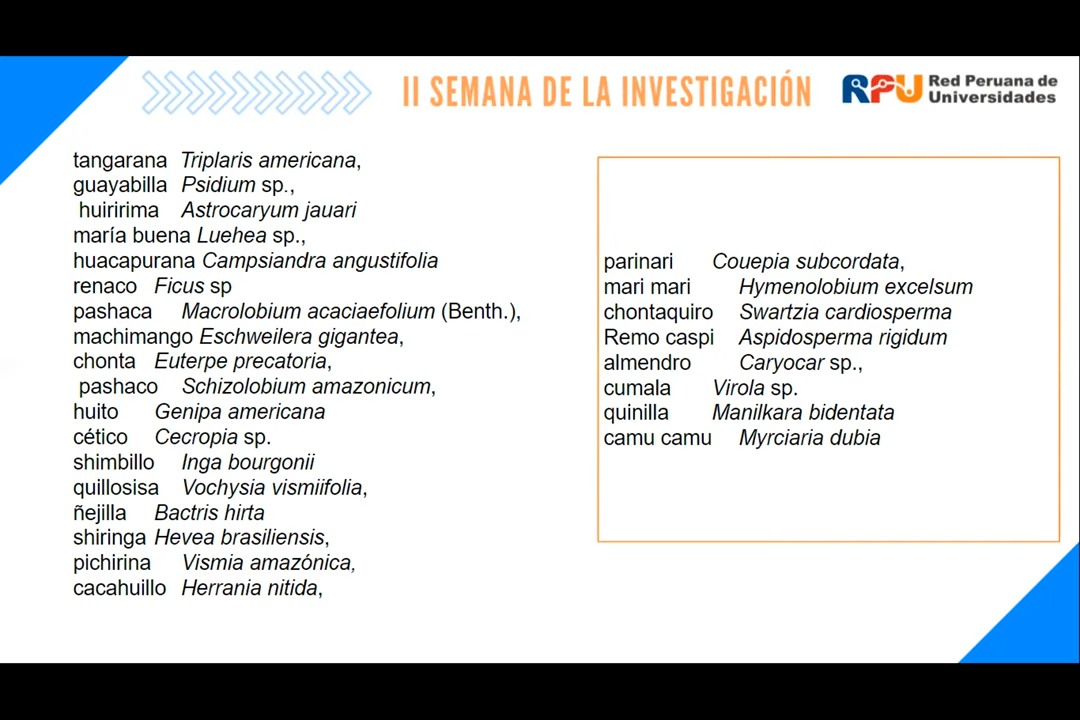 II SEMANA DE LA INVESTIGACIÓN
RPU Red Peruana de
Universidades
tangarana Triplaris americana,
guayabilla Psidium sp.,
huiririma Astrocaryum jauari
maría buena Luehea sp.,
huacapurana Campsiandra angustifolia
renaco Ficus sp
pashaca Macrolobium acaciaefolium (Benth.),
machimango Eschweilera gigantea,
chonta Euterpe precatoria,
pashaco Schizolobium amazonicum,
huito Genipa americana
cético Cecropia sp.
shimbillo Inga bourgonii
quillosisa Vochysia vismiifolia,
ñejilla Bactris hirta
shiringa Hevea brasiliensis,
pichirina Vismia amazónica,
cacahuillo Herrania nitida,
parinari Couepia subcordata,
mari mari Hymenolobium excelsum
chontaquiro Swartzia cardiosperma
Remo caspi Aspidosperma rigidum
almendro Caryocar sp.,
cumala Virola sp.
quinilla Manilkara bidentata
camu camu Myrciaria dubia